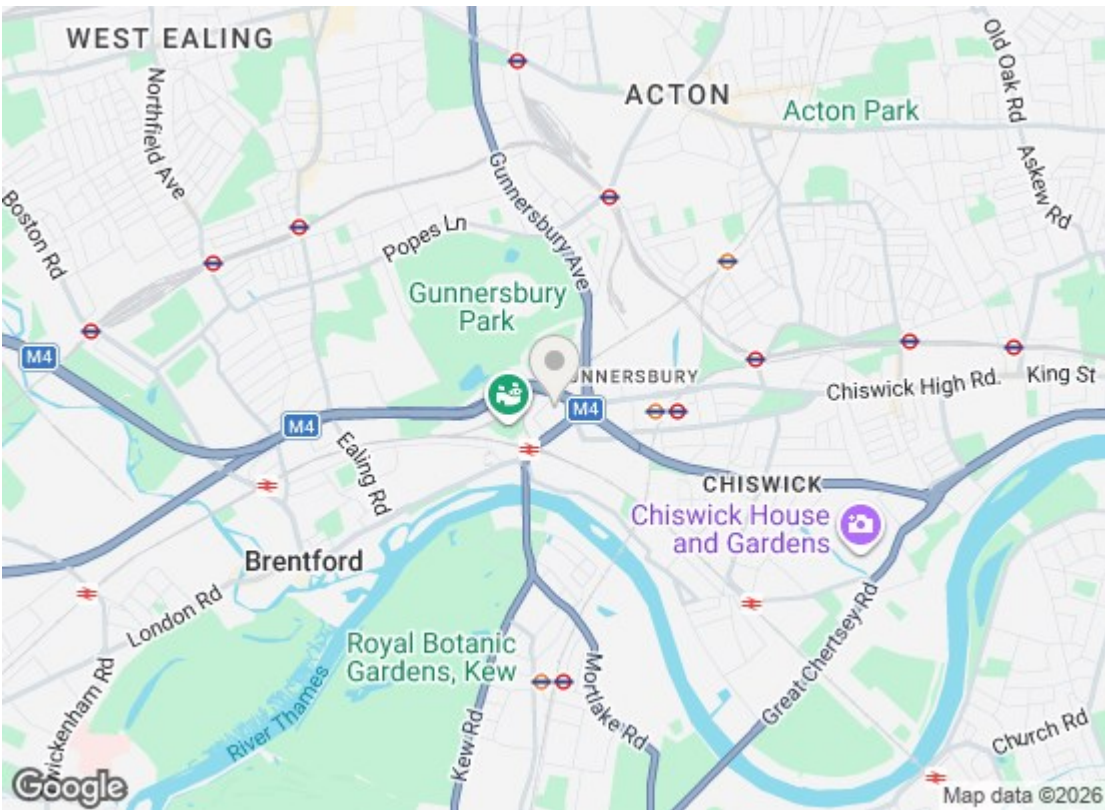 WEST EALING
Northfield Ave
Boston Rd
Popes Ln
Gunnersbury Ave
ACTON
Acton Park
Old Oak Rd
Askew Rd
Gunnersbury
Park
UNNERSBURY
M4
M4
M4
Chiswick High Rd.
King St
Ealing Rd
CHISWICK
Chiswick House
and Gardens
Brentford
London Rd
Royal Botanic
Gardens, Kew
River Thames
wickenham Rd
Kew Rd
Mortlake Rd
Great Chertsey Rd
Church Rd
Google
Map data ©2026